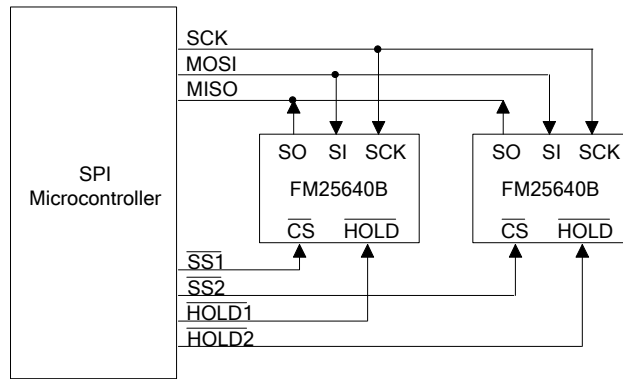 SCK
MOSI
MISO
SO SI SCK
SO SI SCK
SPI
Microcontroller
FM25640B
FM25640B
CS HOLD
CS HOLD
SS1
SS2
HOLD1
HOLD2